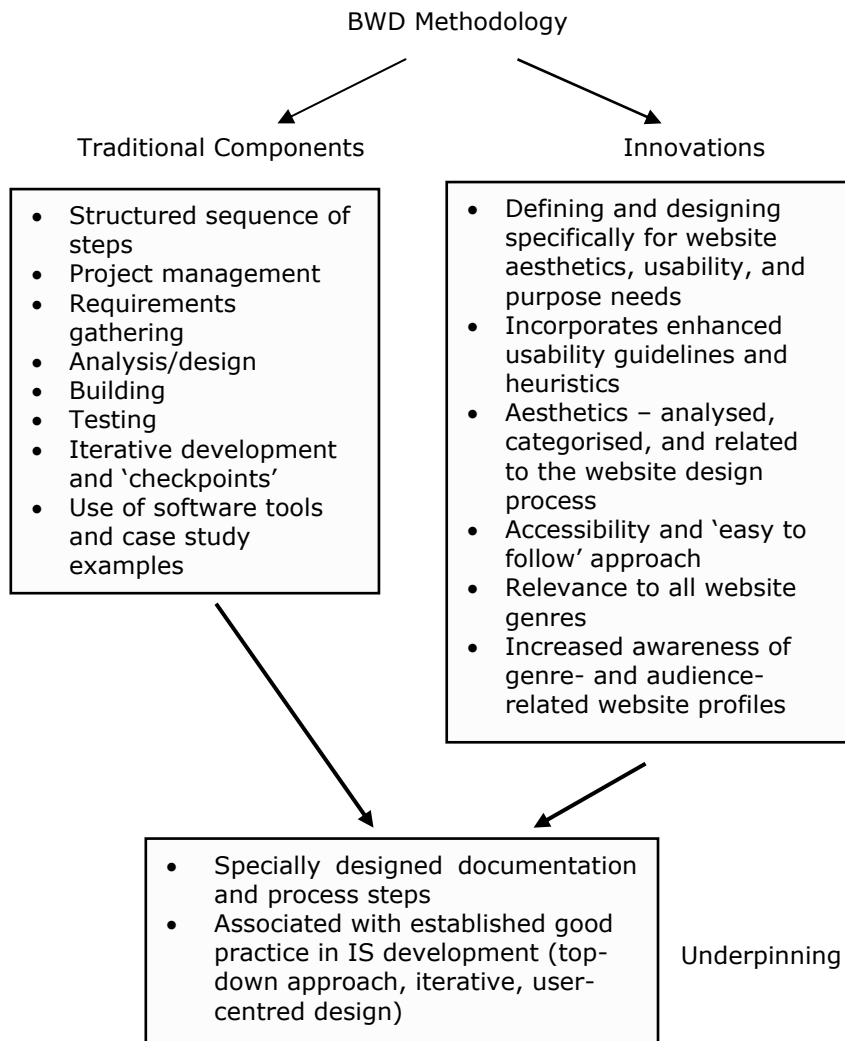 BWD Methodology
Traditional Components
• Structured sequence of
steps
• Project management
• Requirements
gathering
• Analysis/design
• Building
• Testing
• Iterative development
and ‘checkpoints’
• Use of software tools
and case study
examples
Innovations
• Defining and designing
specifically for website
aesthetics, usability, and
purpose needs
• Incorporates enhanced
usability guidelines and
heuristics
• Aesthetics – analysed,
categorised, and related
to the website design
process
• Accessibility and ‘easy to
follow’ approach
• Relevance to all website
genres
• Increased awareness of
genre- and audience-
related website profiles
• Specially designed documentation
and process steps
• Associated with established good
practice in IS development (top-
down approach, iterative, user-
centred design)
Underpinning